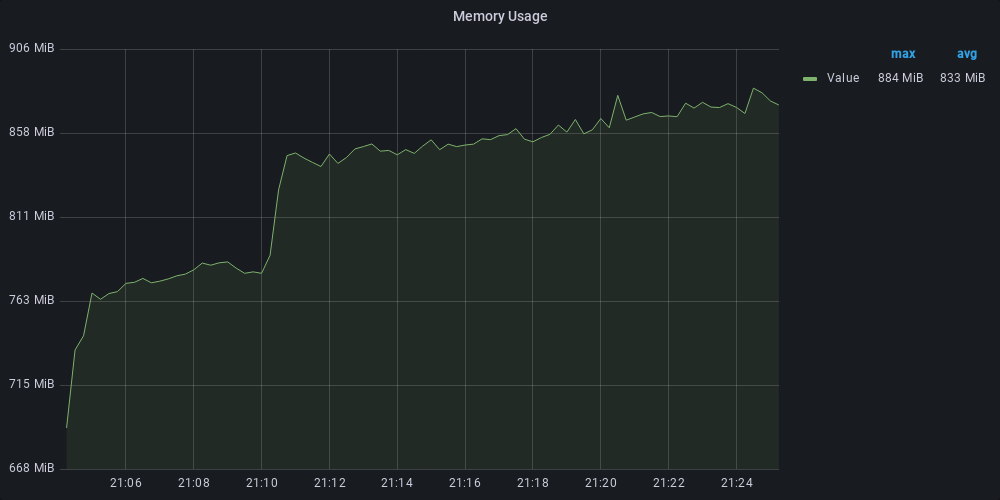 Memory Usage
906 MiB
858 MiB
811 MiB
763 MiB
715 MiB
668 MiB
21:06 21:08 21:10 21:12 21:14 21:16 21:18 21:20 21:22 21:24
max avg
Value 884 MiB 833 MiB